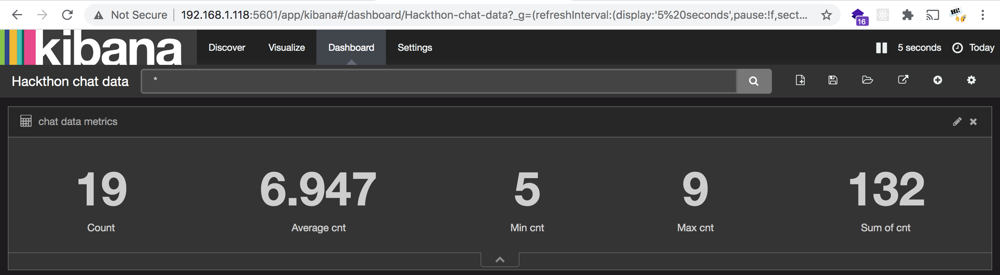 Not Secure 192.168.1.118:5601/app/kibana#/dashboard/Hackthon-chat-data?_g=(refreshInterval:(display:'5%20seconds',pause:!f,sect...
16
Hi!
kibana Discover Visualize Dashboard Settings 5 seconds Today
Hackthon chat data *
chat data metrics
19 6.947 5 9 132
Count Average cnt Min cnt Max cnt Sum of cnt